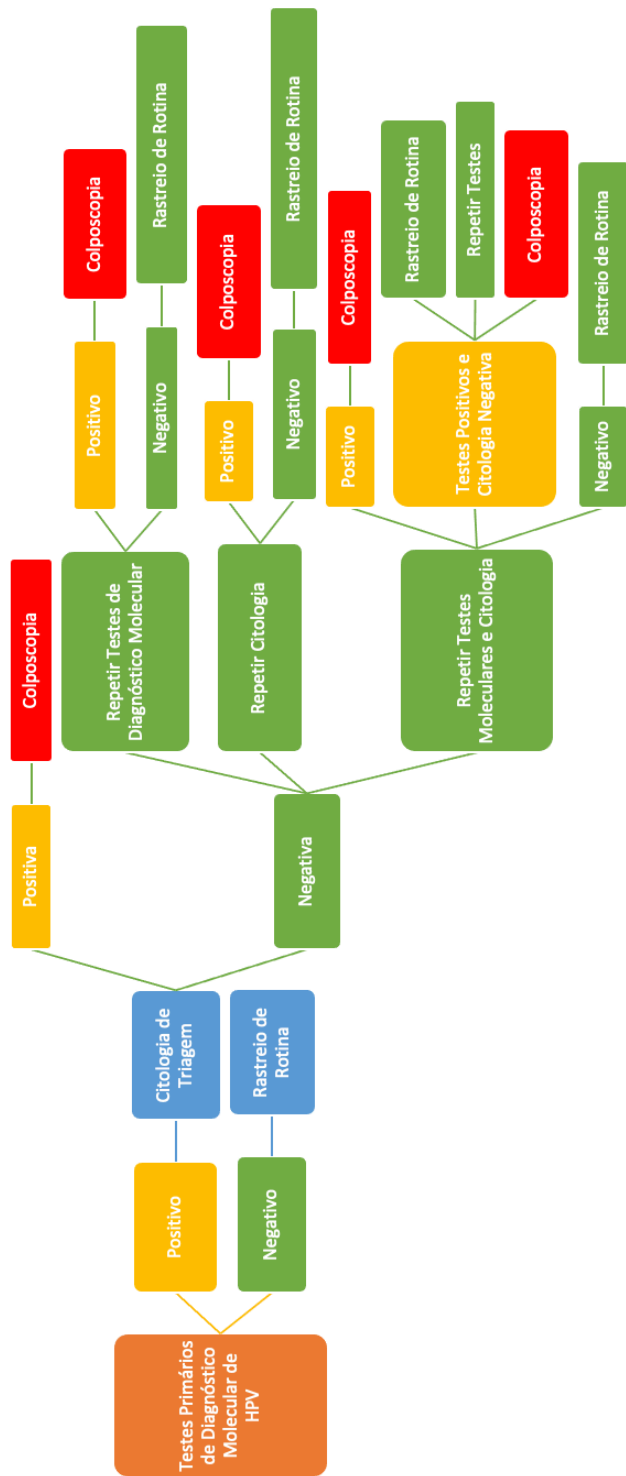 Testes Primários
de Diagnóstico
Molecular de
HPV
Positivo
Negativo
Citologia de
Triagem
Rastreio de
Rotina
Positiva
Negativa
Colposcopia
Repetir Testes de
Diagnóstico Molecular
Repetir Citologia
Repetir Testes
Moleculares e Citologia
Positivo
Negativo
Positivo
Negativo
Positivo
Testes Positivos e
Citologia Negativa
Negativo
Colposcopia
Rastreio de Rotina
Colposcopia
Rastreio de Rotina
Colposcopia
Rastreio de Rotina
Repetir Testes
Colposcopia
Rastreio de Rotina